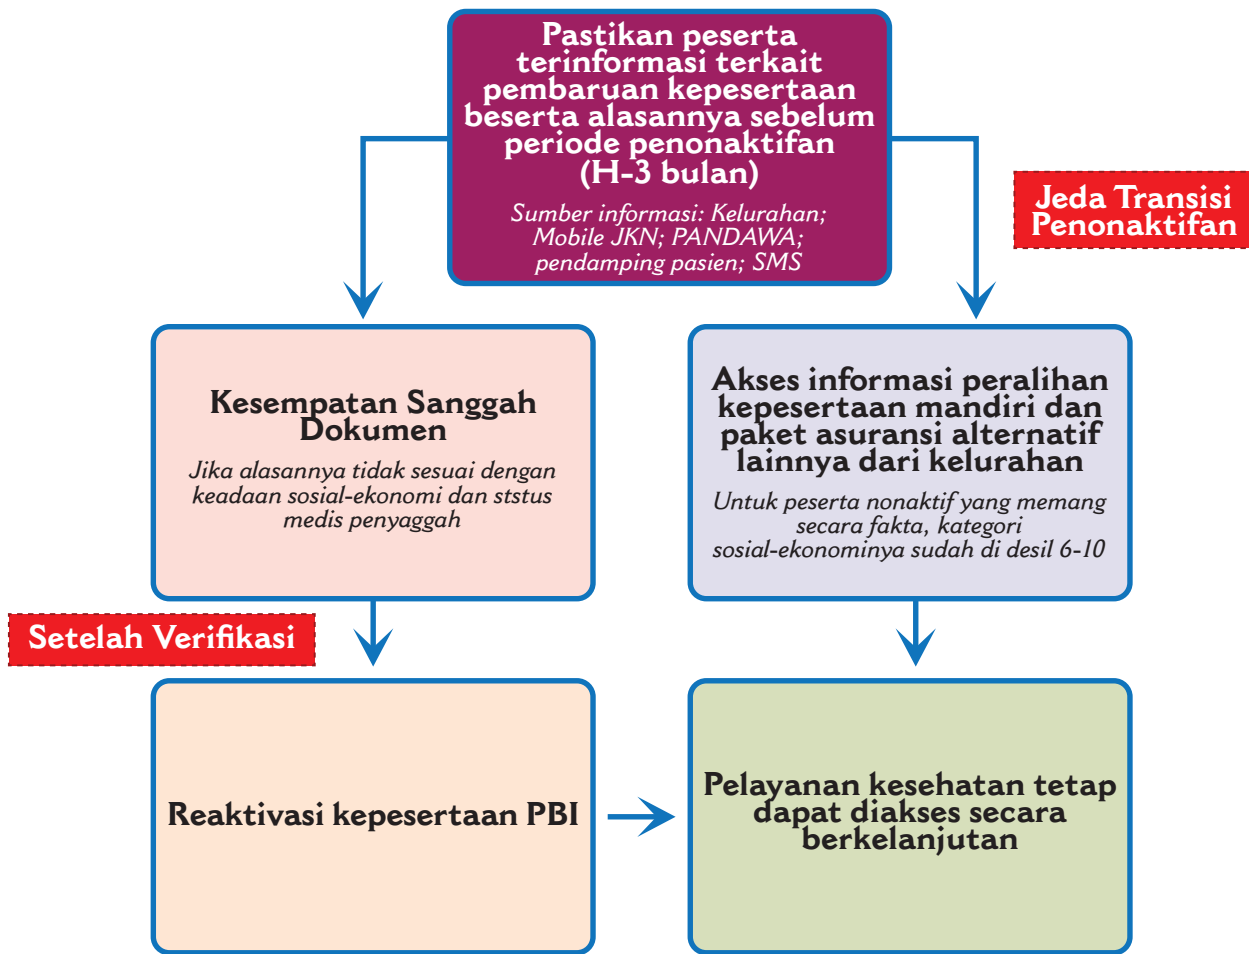 Pastikan peserta
terinformasi terkait
pembaruan kepesertaan
beserta alasannya sebelum
periode penonaktifan
(H-3 bulan)
Sumber informasi: Kelurahan;
Mobile JKN; PANDAWA;
pendamping pasien; SMS
Jeda Transisi
Penonaktifan
Kesempatan Sanggah
Dokumen
Jika alasannya tidak sesuai dengan
keadaan sosial-ekonomi dan ststus
medis penyaggah
Akses informasi peralihan
kepesertaan mandiri dan
paket asuransi alternatif
lainnya dari kelurahan
Untuk peserta nonaktif yang memang
secara fakta, kategori
sosial-ekonominya sudah di desil 6-10
Setelah Verifikasi
Reaktivasi kepesertaan PBI
Pelayanan kesehatan tetap
dapat diakses secara
berkelanjutan